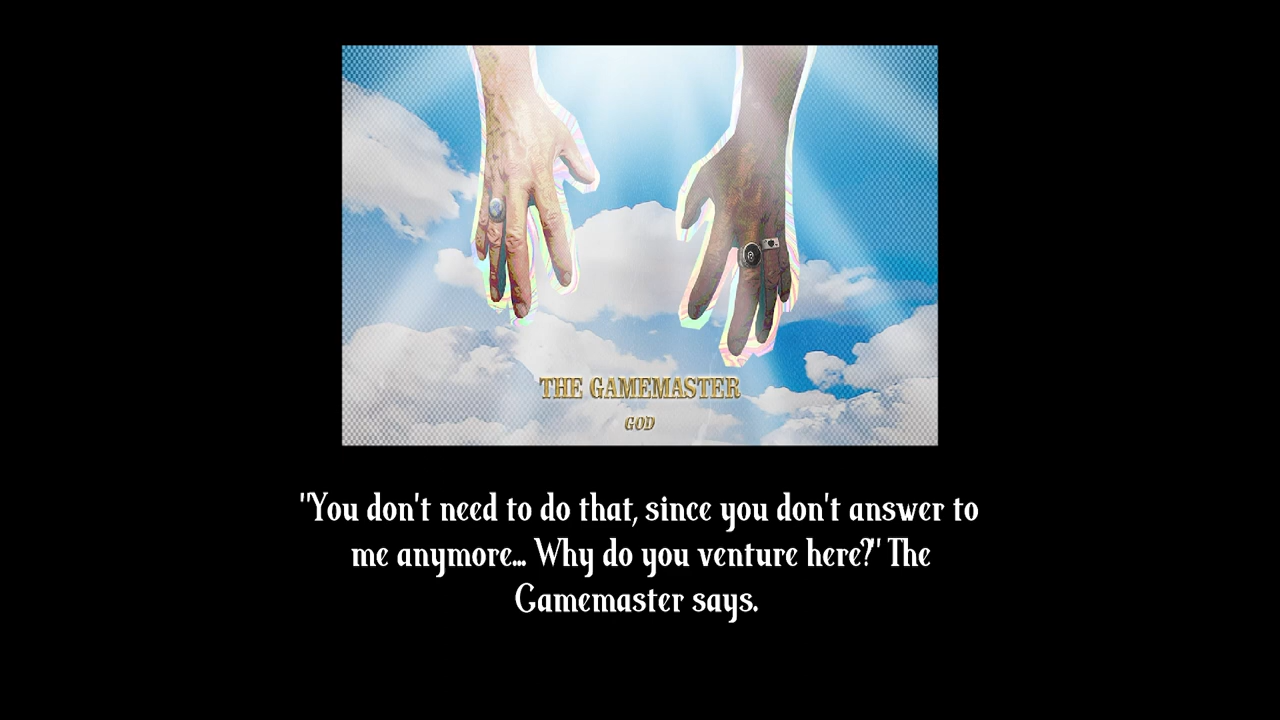 THE GAMEMASTER
GOD
"You don't need to do that, since you don't answer to
me anymore... Why do you venture here?" The
Gamemaster says.